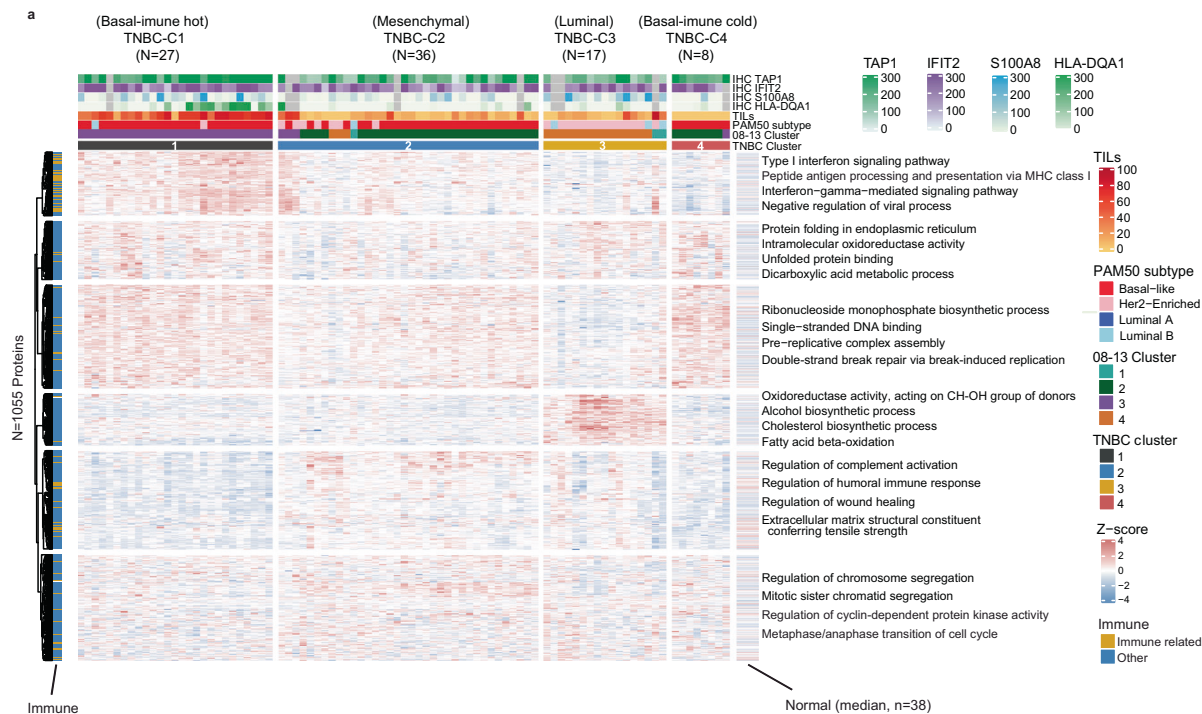 a
(Basal-imune hot)
TNBC-C1
(N=27)
(Mesenchymal)
TNBC-C2
(N=36)
(Luminal)
TNBC-C3
(N=17)
(Basal-imune cold)
TNBC-C4
(N=8)
IHC TAP1
IHC IFIT2
IHC S100A8
IHC HLA-DQA1
TILs
PAM50 subtype
08-13 Cluster
TNBC Cluster
1
2
3
4
TAP1
300
200
100
0
IFIT2
300
200
100
0
S100A8
300
200
100
0
HLA-DQA1
300
200
100
0
Type I interferon signaling pathway
Peptide antigen processing and presentation via MHC class I
Interferon-gamma-mediated signaling pathway
Negative regulation of viral process
Protein folding in endoplasmic reticulum
Intramolecular oxidoreductase activity
Unfolded protein binding
Dicarboxylic acid metabolic process
Ribonucleoside monophosphate biosynthetic process
Single-stranded DNA binding
Pre-replicative complex assembly
Double-strand break repair via break-induced replication
Oxidoreductase activity, acting on CH-OH group of donors
Alcohol biosynthetic process
Cholesterol biosynthetic process
Fatty acid beta-oxidation
Regulation of complement activation
Regulation of humoral immune response
Regulation of wound healing
Extracellular matrix structural constituent
conferring tensile strength
Regulation of chromosome segregation
Mitotic sister chromatid segregation
Regulation of cyclin-dependent protein kinase activity
Metaphase/anaphase transition of cell cycle
TILs
100
80
60
40
20
0
PAM50 subtype
Basal-like
Her2-Enriched
Luminal A
Luminal B
08-13 Cluster
1
2
3
4
TNBC cluster
1
2
3
4
Z-score
4
2
0
−2
−4
Immune
Immune related
Other
N=1055 Proteins
Immune
Normal (median, n=38)